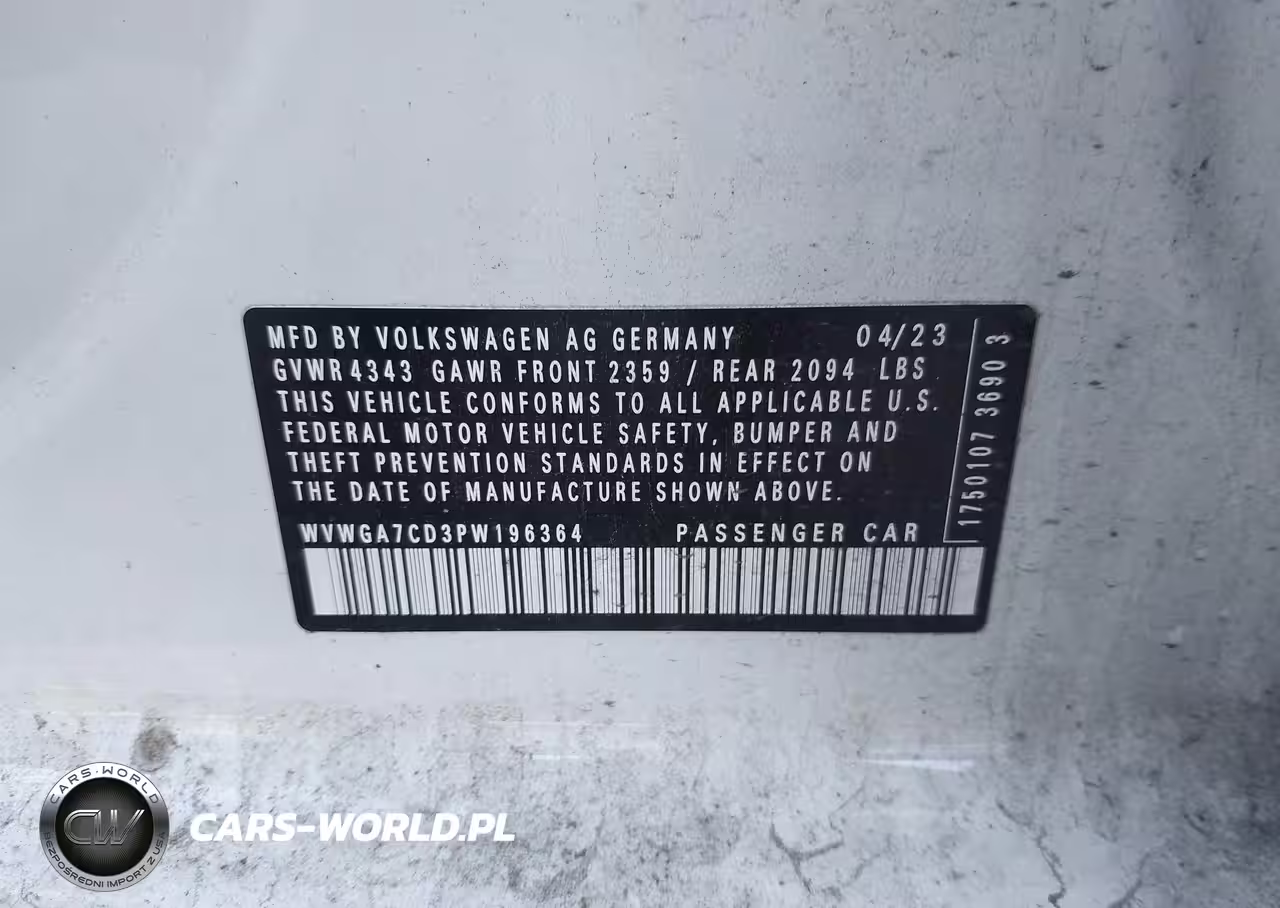 MFD BY VOLKSWAGEN AG GERMANY 04/23
GVWR 4343 GAWR FRONT 2359 / REAR 2094 LBS
THIS VEHICLE CONFORMS TO ALL APPLICABLE U.S.
FEDERAL MOTOR VEHICLE SAFETY, BUMPER AND
THEFT PREVENTION STANDARDS IN EFFECT ON
THE DATE OF MANUFACTURE SHOWN ABOVE.
WVWGA7CD3PW196364 PASSENGER CAR
1750107 3690 3
CARS-WORLD
CW
BEZPOŚREDNI IMPORT Z USA
CARS-WORLD.PL